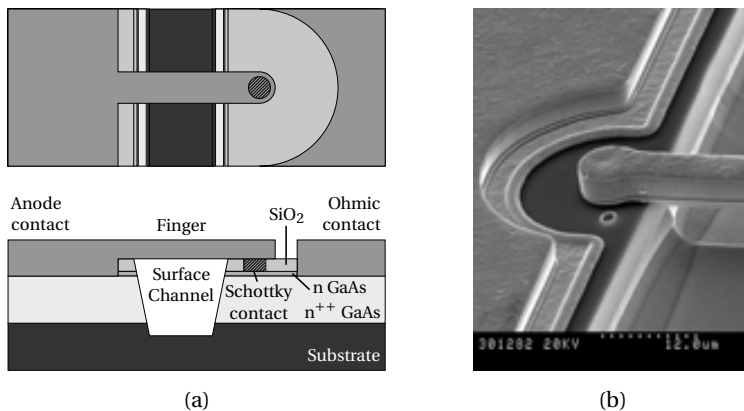 Anode
contact
Finger
SiO2
Ohmic
contact
Surface
Channel
Schottky
contact
n GaAs
n++ GaAs
Substrate
301282 20KV
12.0um
(a)
(b)